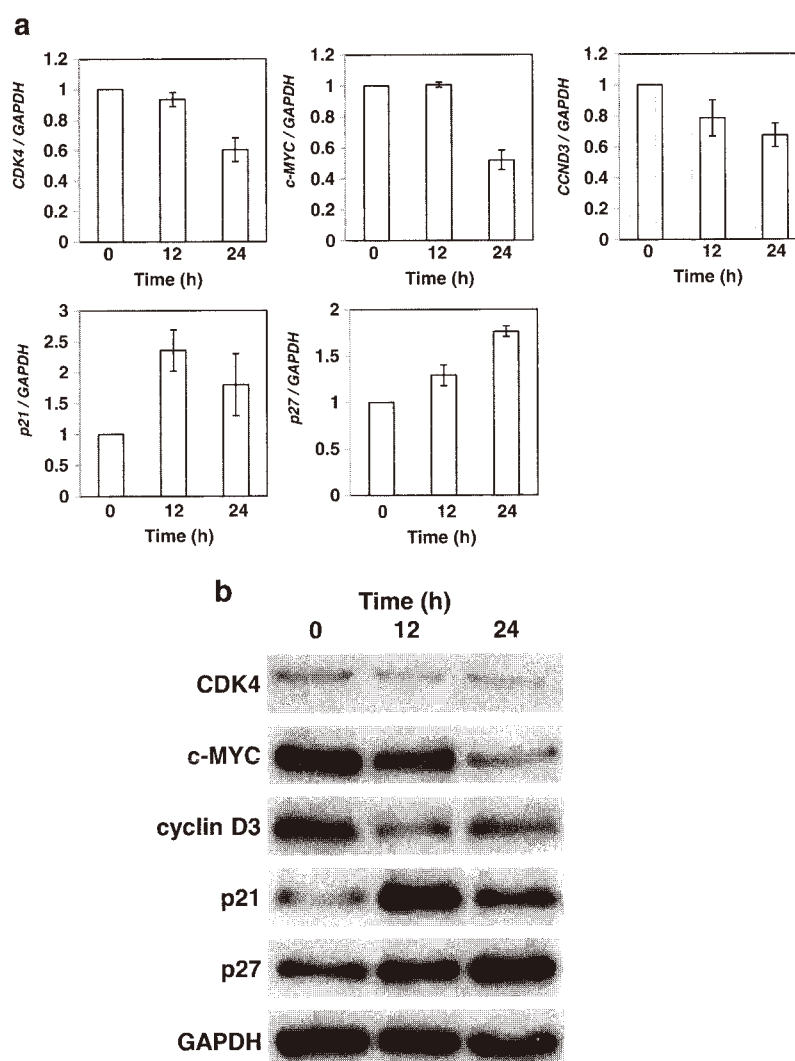 a
CDK4 / GAPDH
1.2
1
0.8
0.6
0.4
0.2
0
0 12 24
Time (h)
c-MYC / GAPDH
1.2
1
0.8
0.6
0.4
0.2
0
0 12 24
Time (h)
CCND3 / GAPDH
1.2
1
0.8
0.6
0.4
0.2
0
0 12 24
Time (h)
p21 / GAPDH
3
2.5
2
1.5
1
0.5
0
0 12 24
Time (h)
p27 / GAPDH
2
1.5
1
0.5
0
0 12 24
Time (h)
b
Time (h)
0 12 24
CDK4
c-MYC
cyclin D3
p21
p27
GAPDH